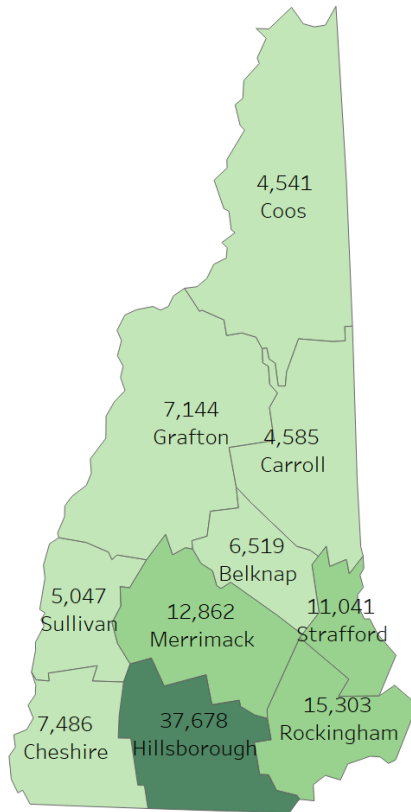 4,541
Coos
7,144
Grafton
4,585
Carroll
6,519
Belknap
5,047
Sullivan
12,862
Merrimack
11,041
Strafford
7,486
Cheshire
37,678
Hillsborough
15,303
Rockingham